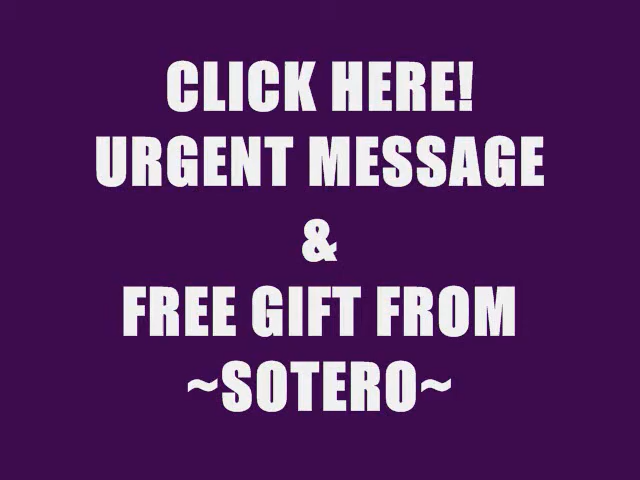 CLICK HERE!
URGENT MESSAGE
&
FREE GIFT FROM
~SOTERO~